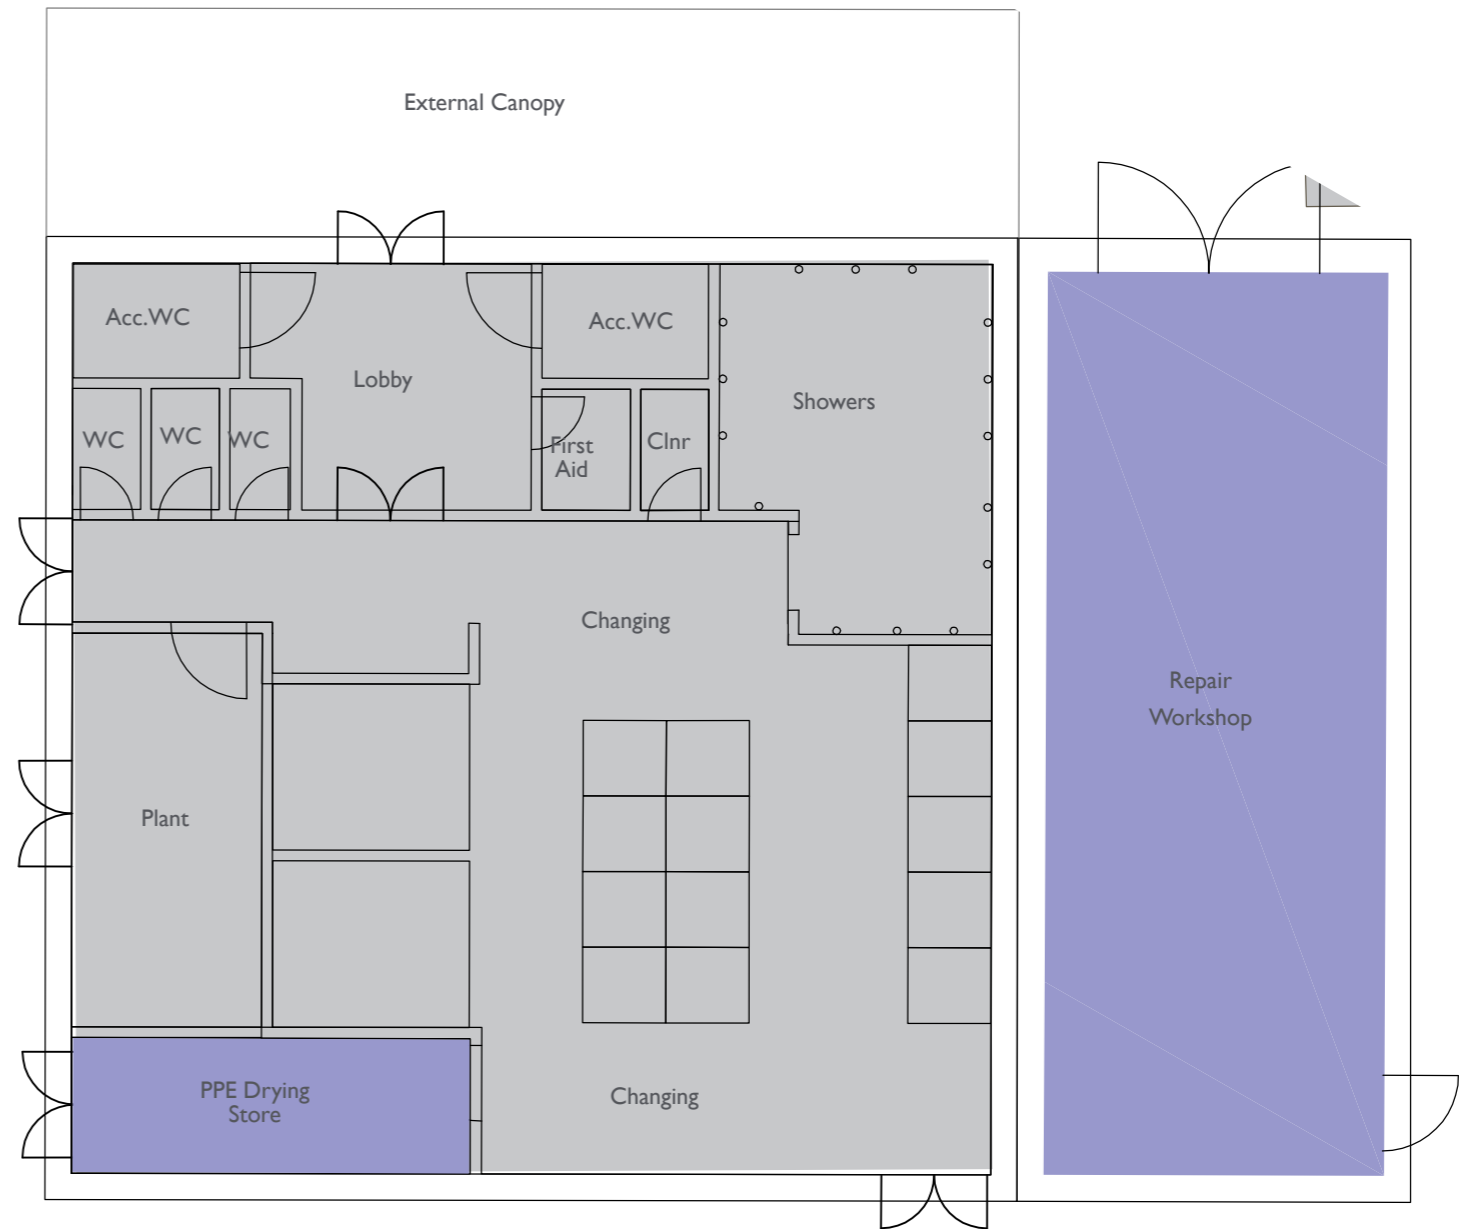 External Canopy
Acc.WC
Acc.WC
Lobby
Showers
WC
WC
WC
First
Aid
Clnr
Changing
Repair
Workshop
Plant
PPE Drying
Store
Changing